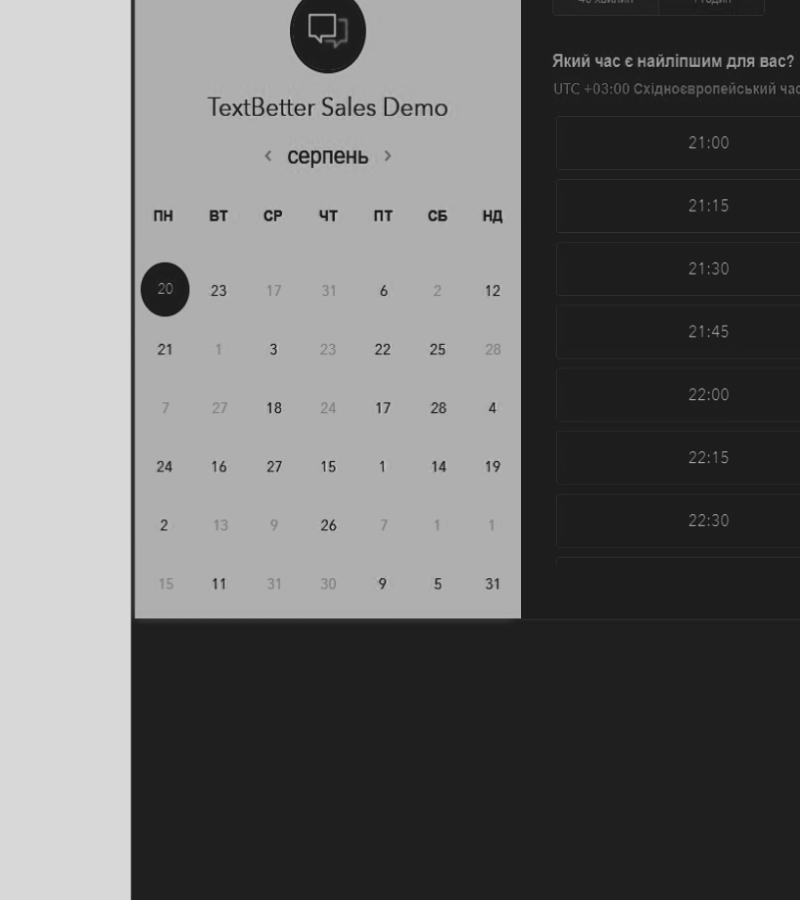 TextBetter Sales Demo
‹ серпень ›
ПН ВТ СР ЧТ ПТ СБ НД
20 23 17 31 6 2 12
21 1 3 23 22 25 28
7 27 18 24 17 28 4
24 16 27 15 1 14 19
2 13 9 26 7 1 1
15 11 31 30 9 5 31
Який час є найліпшим для вас?
UTC +03:00 Східноєвропейський час
21:00
21:15
21:30
21:45
22:00
22:15
22:30